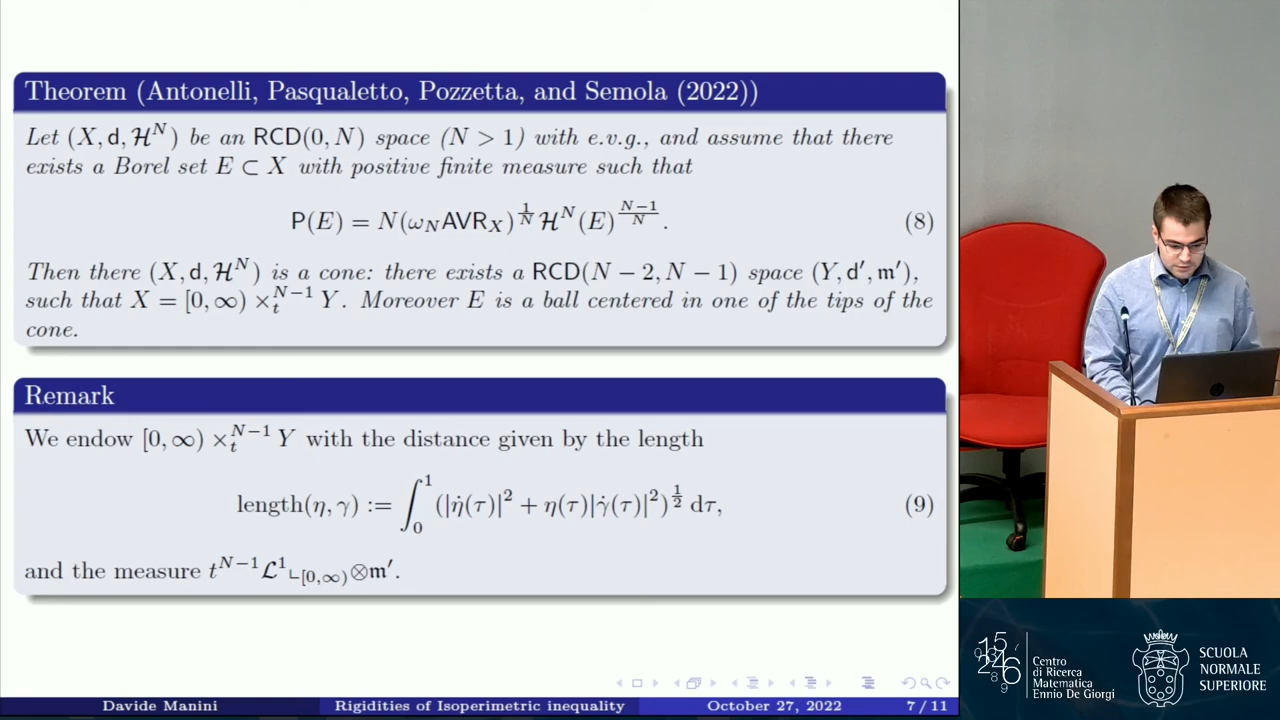 Theorem (Antonelli, Pasqualetto, Pozzetta, and Semola (2022))
Let (X, d, ℋ^N) be an RCD(0, N) space (N > 1) with e.v.g., and assume that there
exists a Borel set E ⊂ X with positive finite measure such that
P(E) = N(ω_N AVR_X)^{1/N} ℋ^N(E)^{(N−1)/N}. (8)
Then there (X, d, ℋ^N) is a cone: there exists a RCD(N − 2, N − 1) space (Y, d′, 𝔪′),
such that X = [0, ∞) ×_t^{N−1} Y. Moreover E is a ball centered in one of the tips of the
cone.
Remark
We endow [0, ∞) ×_t^{N−1} Y with the distance given by the length
length(η, γ) := ∫_0^1 (|η̇(τ)|^2 + η(τ)|γ̇(τ)|^2)^{1/2} dτ, (9)
and the measure t^{N−1}ℒ^1⌞_{[0,∞)}⊗𝔪′.
Davide Manini Rigidities of Isoperimetric inequality October 27, 2022 7 / 11
Centro
di Ricerca
Matematica
Ennio De Giorgi
SCUOLA
NORMALE
SUPERIORE